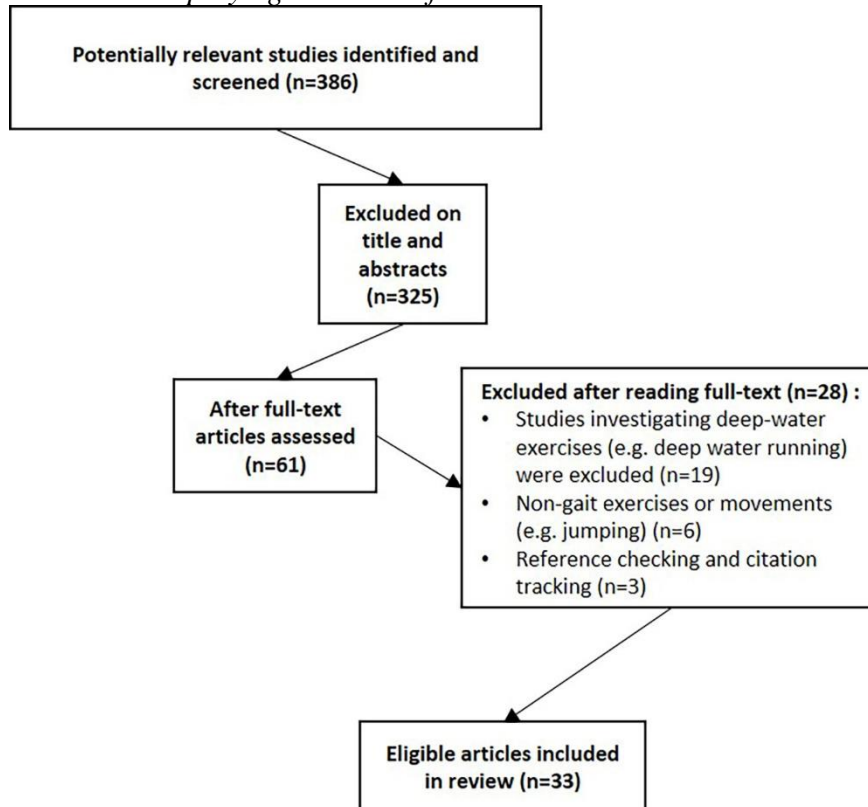 Potentially relevant studies identified and
screened (n=386)
Excluded on
title and
abstracts
(n=325)
After full-text
articles assessed
(n=61)
Excluded after reading full-text (n=28) :
• Studies investigating deep-water
exercises (e.g. deep water running)
were excluded (n=19)
• Non-gait exercises or movements
(e.g. jumping) (n=6)
• Reference checking and citation
tracking (n=3)
Eligible articles included
in review (n=33)